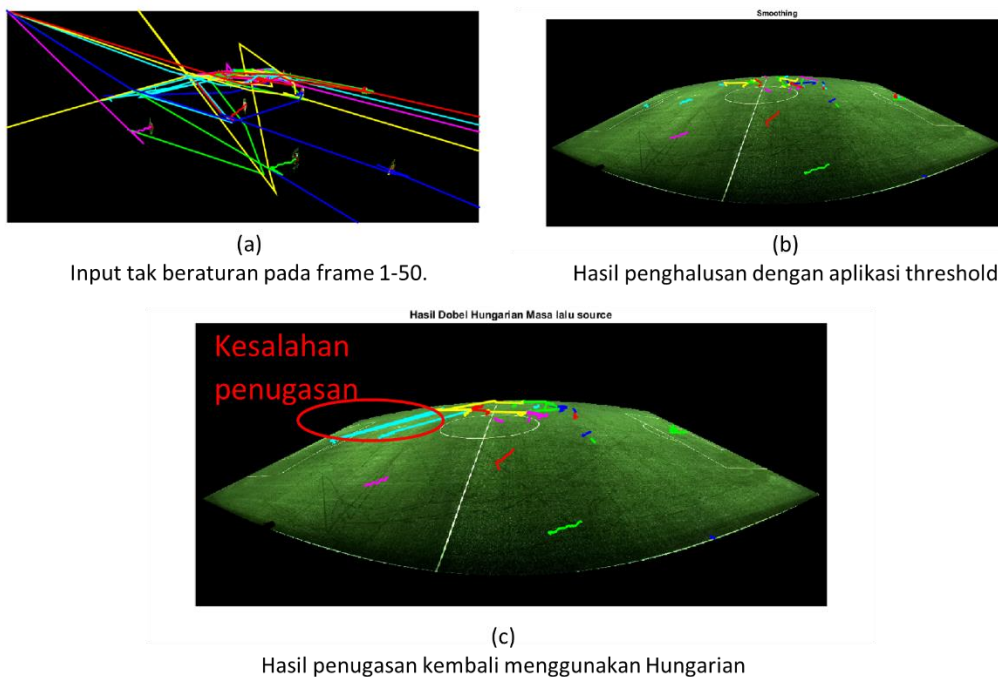 Smoothing
(a)
Input tak beraturan pada frame 1-50.
(b)
Hasil penghalusan dengan aplikasi threshold
Hasil Dobel Hungarian Masa lalu source
Kesalahan
penugasan
(c)
Hasil penugasan kembali menggunakan Hungarian